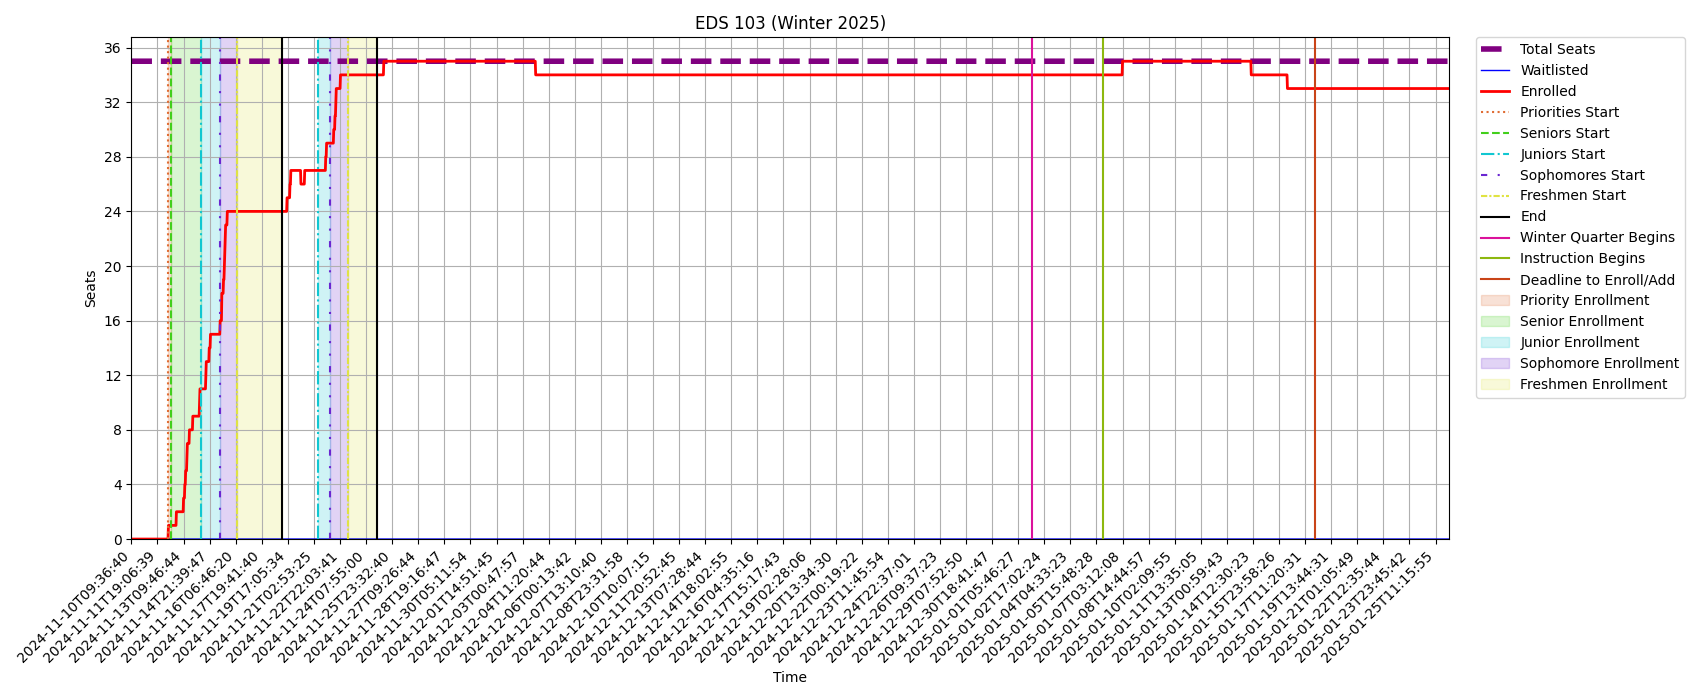 EDS 103 (Winter 2025)
Seats
36
32
28
24
20
16
12
8
4
0
2024-11-10T09:36:40
2024-11-11T19:06:39
2024-11-13T09:46:44
2024-11-14T21:39:47
2024-11-16T06:46:20
2024-11-17T19:41:40
2024-11-19T17:05:34
2024-11-21T02:53:25
2024-11-22T22:03:41
2024-11-24T07:55:00
2024-11-25T23:32:40
2024-11-27T09:26:44
2024-11-28T19:16:47
2024-11-30T05:11:54
2024-12-01T14:51:45
2024-12-03T00:47:57
2024-12-04T11:20:44
2024-12-06T00:13:42
2024-12-07T13:10:40
2024-12-08T23:31:58
2024-12-10T10:07:15
2024-12-11T20:52:45
2024-12-13T07:28:44
2024-12-14T18:02:55
2024-12-16T04:35:16
2024-12-17T15:17:43
2024-12-19T02:28:06
2024-12-20T13:34:30
2024-12-22T00:19:22
2024-12-23T11:45:54
2024-12-24T22:37:01
2024-12-26T09:37:23
2024-12-29T07:52:50
2024-12-30T18:41:47
2025-01-01T05:46:27
2025-01-02T17:02:24
2025-01-04T04:33:23
2025-01-05T15:48:28
2025-01-07T03:12:08
2025-01-08T14:44:57
2025-01-10T02:09:55
2025-01-11T13:35:05
2025-01-13T00:59:43
2025-01-14T12:30:23
2025-01-15T23:58:26
2025-01-17T11:20:31
2025-01-19T13:44:31
2025-01-21T01:05:49
2025-01-22T12:35:44
2025-01-23T23:45:42
2025-01-25T11:15:55
Time
Total Seats
Waitlisted
Enrolled
Priorities Start
Seniors Start
Juniors Start
Sophomores Start
Freshmen Start
End
Winter Quarter Begins
Instruction Begins
Deadline to Enroll/Add
Priority Enrollment
Senior Enrollment
Junior Enrollment
Sophomore Enrollment
Freshmen Enrollment